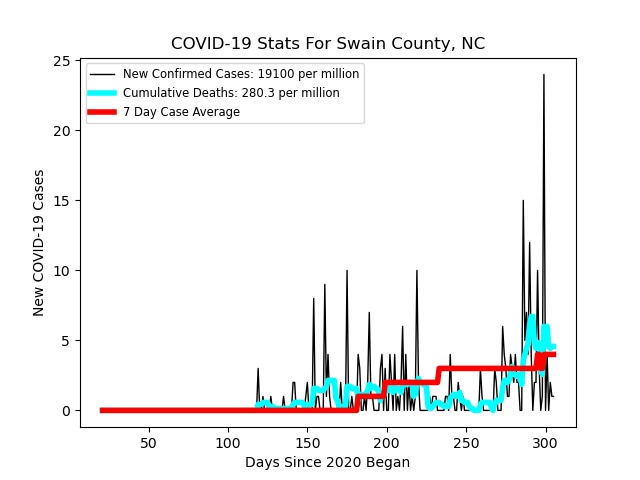 COVID-19 Stats For Swain County, NC
New Confirmed Cases: 19100 per million
Cumulative Deaths: 280.3 per million
7 Day Case Average
New COVID-19 Cases
25
20
15
10
5
0
50 100 150 200 250 300
Days Since 2020 Began